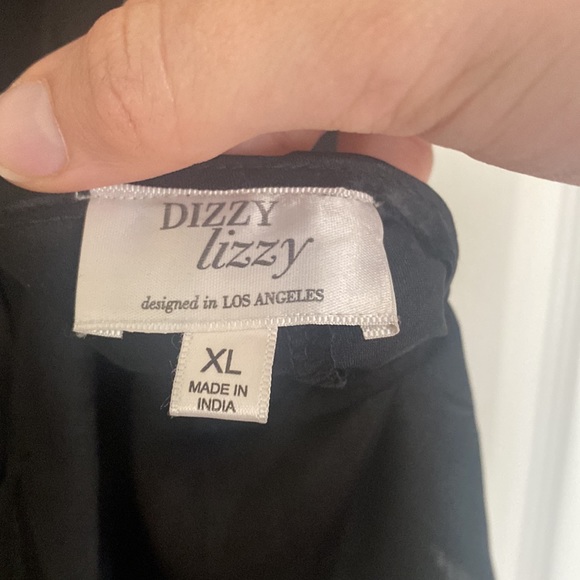 DIZZY
lizzy
designed in LOS ANGELES
XL
MADE IN
INDIA